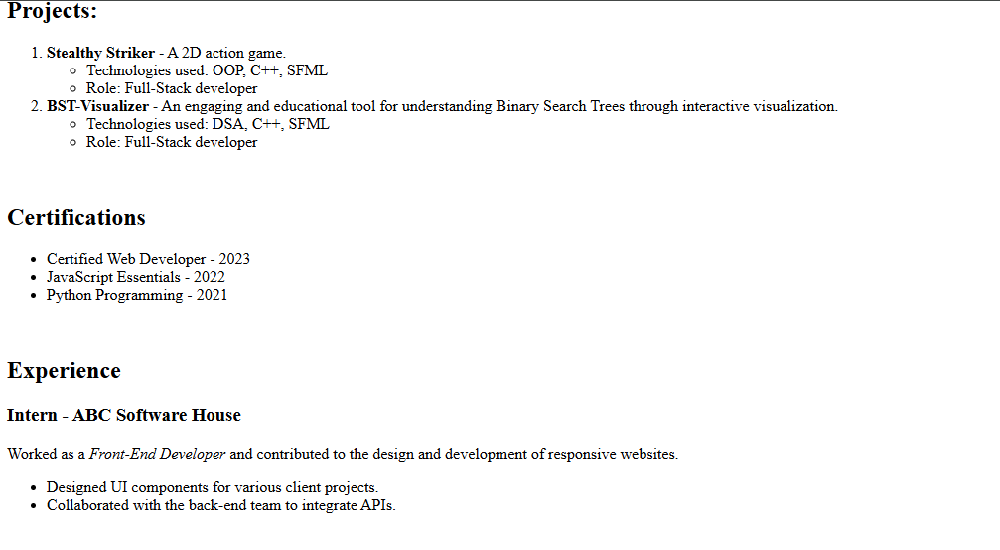 Projects:
1. Stealthy Striker - A 2D action game.
○ Technologies used: OOP, C++, SFML
○ Role: Full-Stack developer
2. BST-Visualizer - An engaging and educational tool for understanding Binary Search Trees through interactive visualization.
○ Technologies used: DSA, C++, SFML
○ Role: Full-Stack developer
Certifications
• Certified Web Developer - 2023
• JavaScript Essentials - 2022
• Python Programming - 2021
Experience
Intern - ABC Software House
Worked as a Front-End Developer and contributed to the design and development of responsive websites.
• Designed UI components for various client projects.
• Collaborated with the back-end team to integrate APIs.